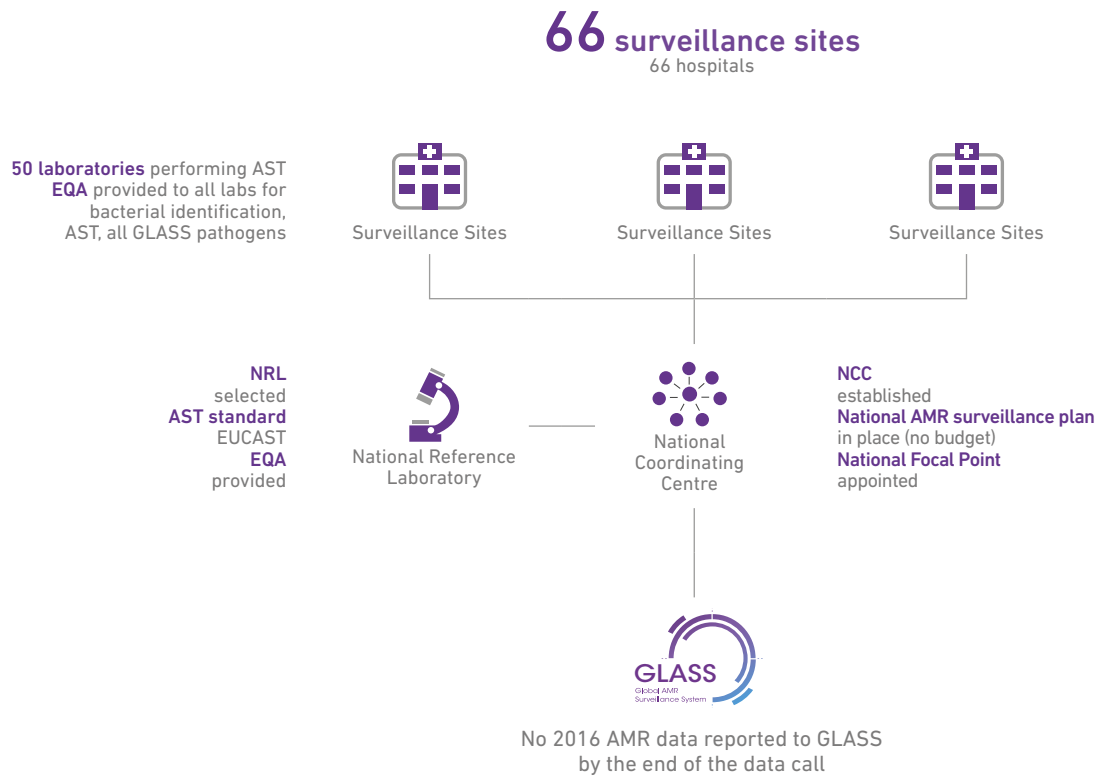 66 surveillance sites
66 hospitals
50 laboratories performing AST
EQA provided to all labs for
bacterial identification,
AST, all GLASS pathogens
Surveillance Sites
Surveillance Sites
Surveillance Sites
NRL
selected
AST standard
EUCAST
EQA
provided
National Reference
Laboratory
National
Coordinating
Centre
NCC
established
National AMR surveillance plan
in place (no budget)
National Focal Point
appointed
GLASS
Global AMR
Surveillance System
No 2016 AMR data reported to GLASS
by the end of the data call